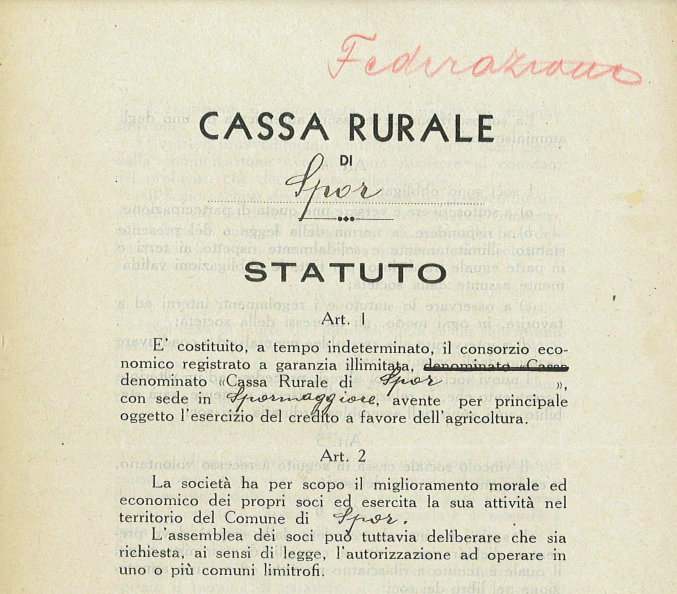 Federazione
CASSA RURALE
DI
Spor
STATUTO
Art. 1
E' costituito, a tempo indeterminato, il consorzio eco-
nomico registrato a garanzia illimitata, denominato «Cassa
denominato «Cassa Rurale di Spor »,
con sede in Spormaggiore, avente per principale
oggetto l'esercizio del credito a favore dell'agricoltura.
Art. 2
La società ha per scopo il miglioramento morale ed
economico dei propri soci ed esercita la sua attività nel
territorio del Comune di Spor.
L'assemblea dei soci può tuttavia deliberare che sia
richiesta, ai sensi di legge, l'autorizzazione ad operare in
uno o più comuni limitrofi.